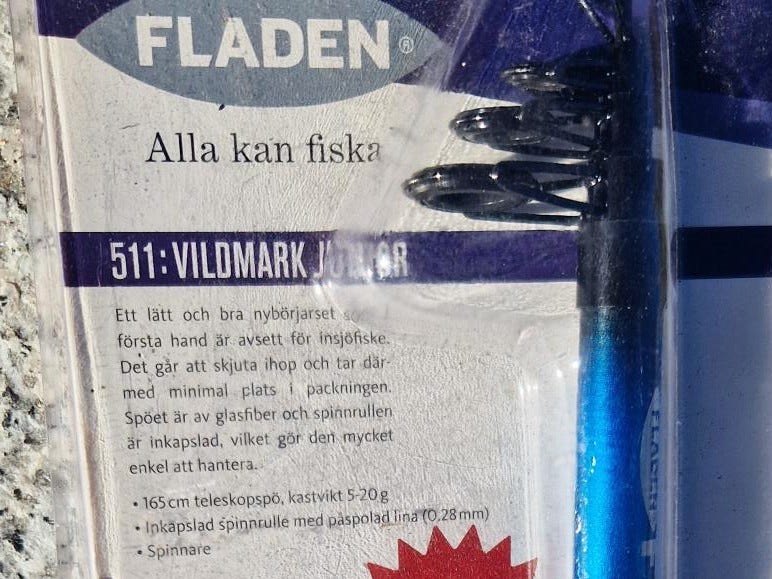 FLADEN®
Alla kan fiska
511: VILDMARK JUNIOR
Ett lätt och bra nybörjarset
första hand är avsett för insjöfiske.
Det går att skjuta ihop och tar där-
med minimal plats i packningen.
Spöet är av glasfiber och spinnrullen
är inkapslad, vilket gör den mycket
enkel att hantera.
• 165 cm teleskopspö, kastvikt 5-20 g
• Inkapslad spinnrulle med påspolad lina (0,28 mm)
• Spinnare